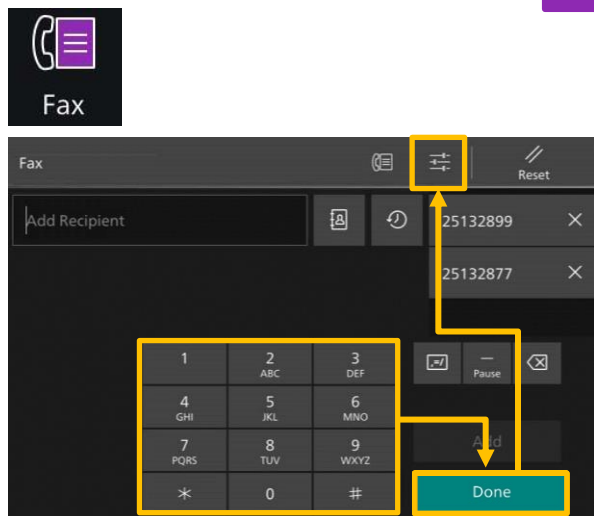 Fax
Fax
Reset
Add Recipient
25132899
25132877
1
2
ABC
3
DEF
.=/
Pause
4
GHI
5
JKL
6
MNO
7
PQRS
8
TUV
9
WXYZ
Add
*
0
#
Done